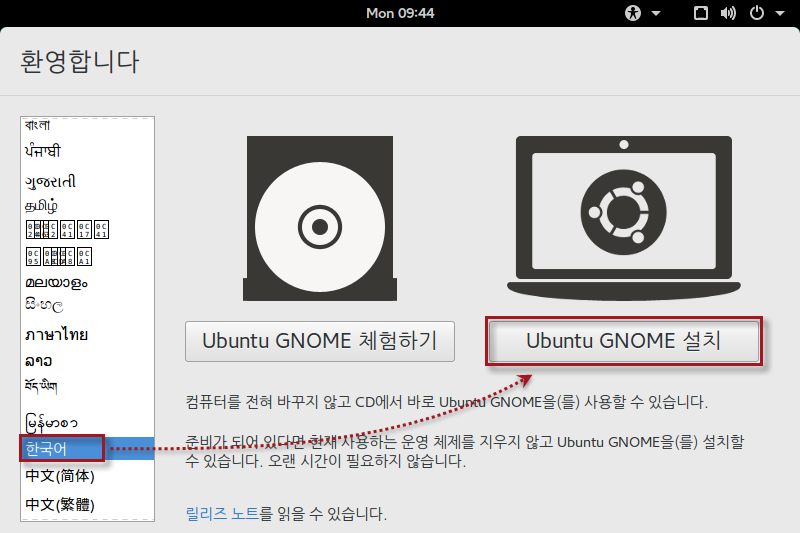 Mon 09:44
환영합니다
বাংলা
ਪੰਜਾਬੀ
ગુજરાતી
தமிழ்
മലയാളം
සිංහල
ภาษาไทย
ລາວ
བོད་ཡིག
မြန်မာစာ
한국어
中文(简体)
中文(繁體)
Ubuntu GNOME 체험하기
Ubuntu GNOME 설치
컴퓨터를 전혀 바꾸지 않고 CD에서 바로 Ubuntu GNOME을(를) 사용할 수 있습니다.
준비가 되어 있다면 현재 사용하는 운영 체제를 지우지 않고 Ubuntu GNOME을(를) 설치할
수 있습니다. 오랜 시간이 필요하지 않습니다.
릴리즈 노트를 읽을 수 있습니다.